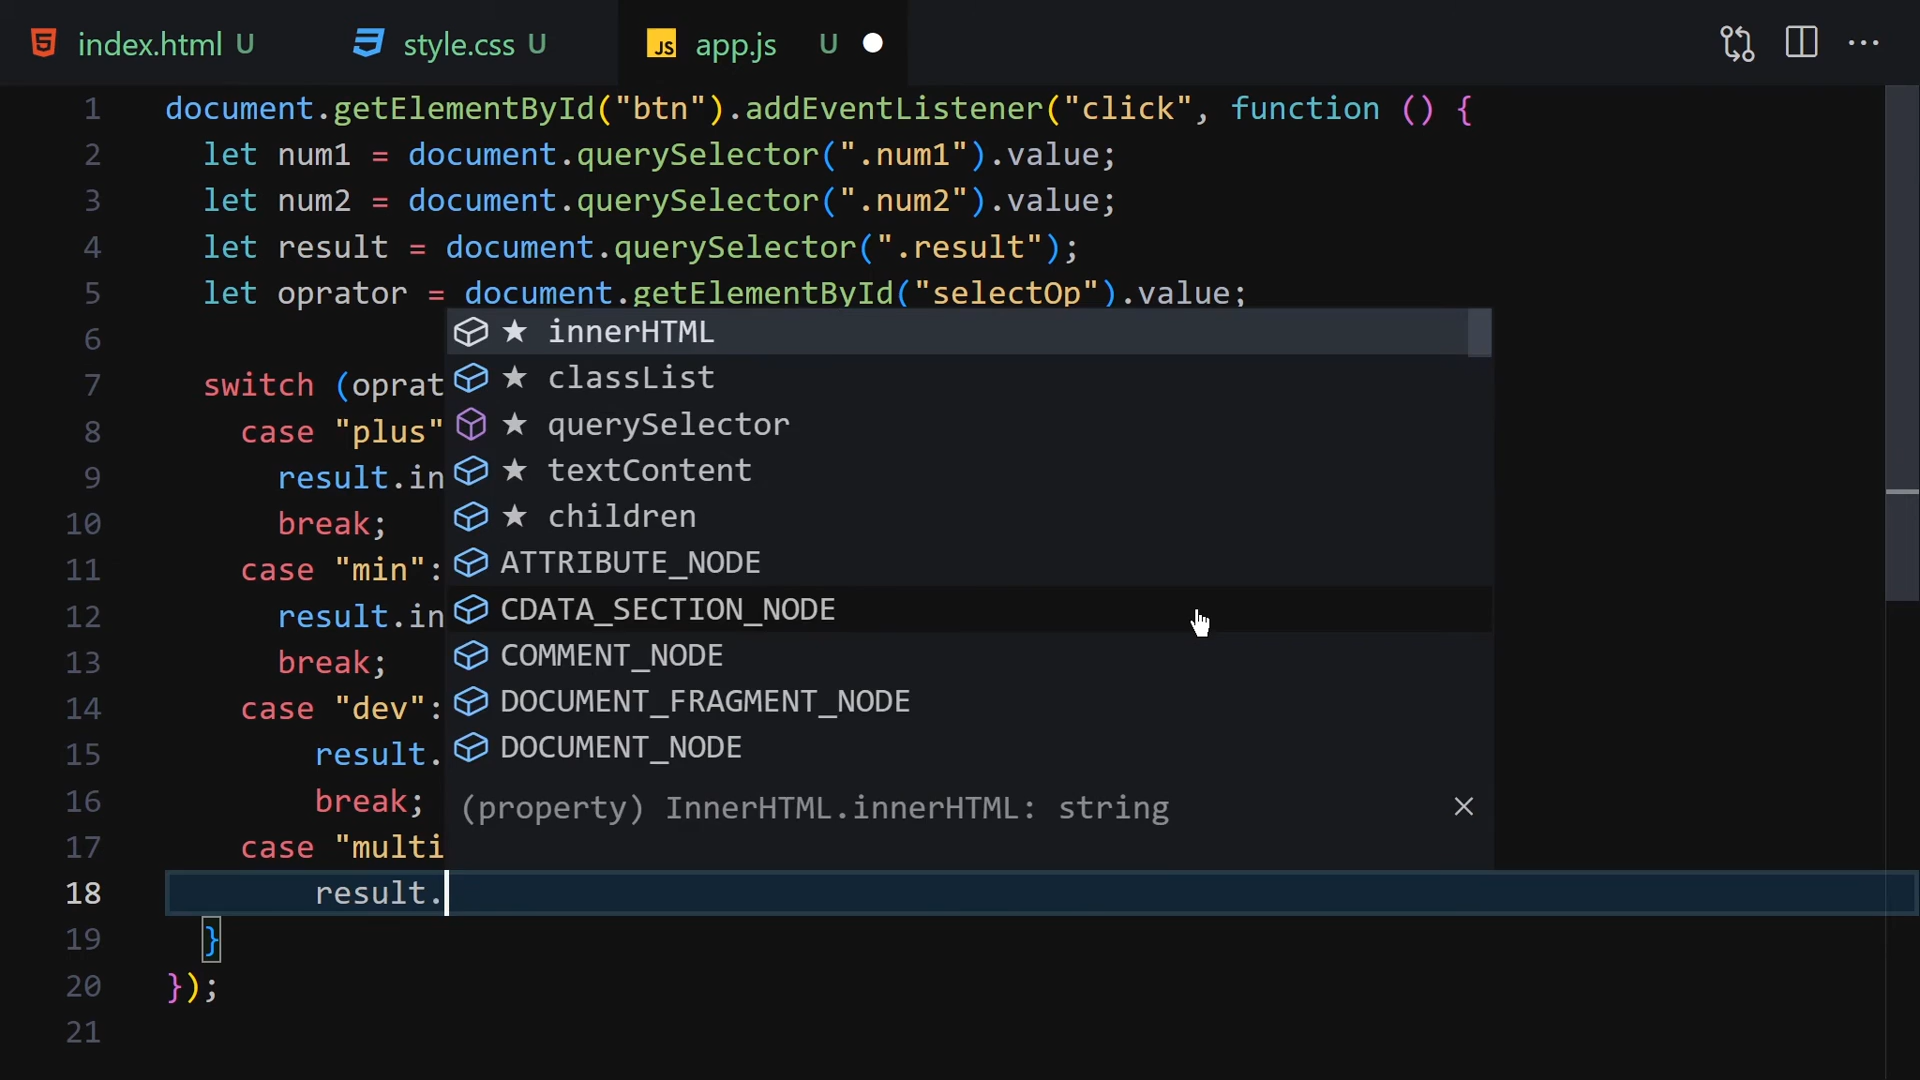 index.html U style.css U JS app.js U
1 document.getElementById("btn").addEventListener("click", function () {
2 let num1 = document.querySelector(".num1").value;
3 let num2 = document.querySelector(".num2").value;
4 let result = document.querySelector(".result");
5 let oprator = document.getElementById("selectOp").value;
6
7 switch (oprat
8 case "plus"
9 result.in
10 break;
11 case "min":
12 result.in
13 break;
14 case "dev":
15 result.
16 break;
17 case "multi
18 result.
19 }
20 });
21
★ innerHTML
★ classList
★ querySelector
★ textContent
★ children
ATTRIBUTE_NODE
CDATA_SECTION_NODE
COMMENT_NODE
DOCUMENT_FRAGMENT_NODE
DOCUMENT_NODE
(property) InnerHTML.innerHTML: string